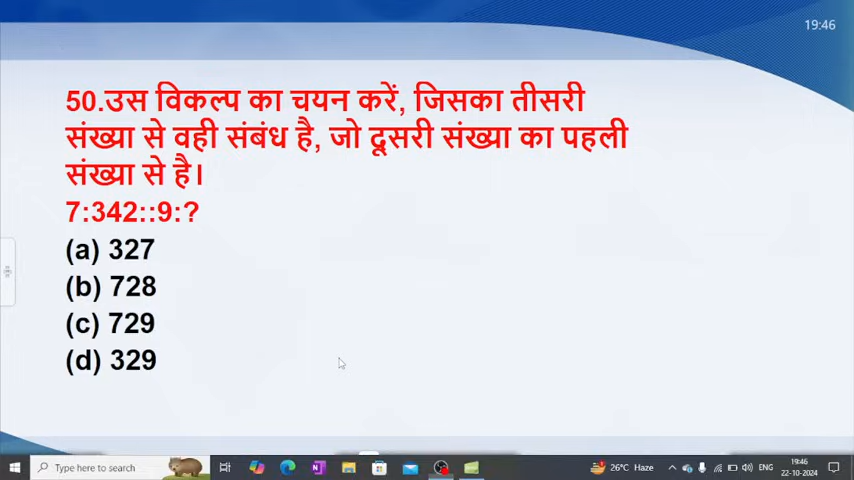 19:46
50.उस विकल्प का चयन करें, जिसका तीसरी
संख्या से वही संबंध है, जो दूसरी संख्या का पहली
संख्या से है।
7:342::9:?
(a) 327
(b) 728
(c) 729
(d) 329
Type here to search
26°C Haze
ENG
19:46
22-10-2024